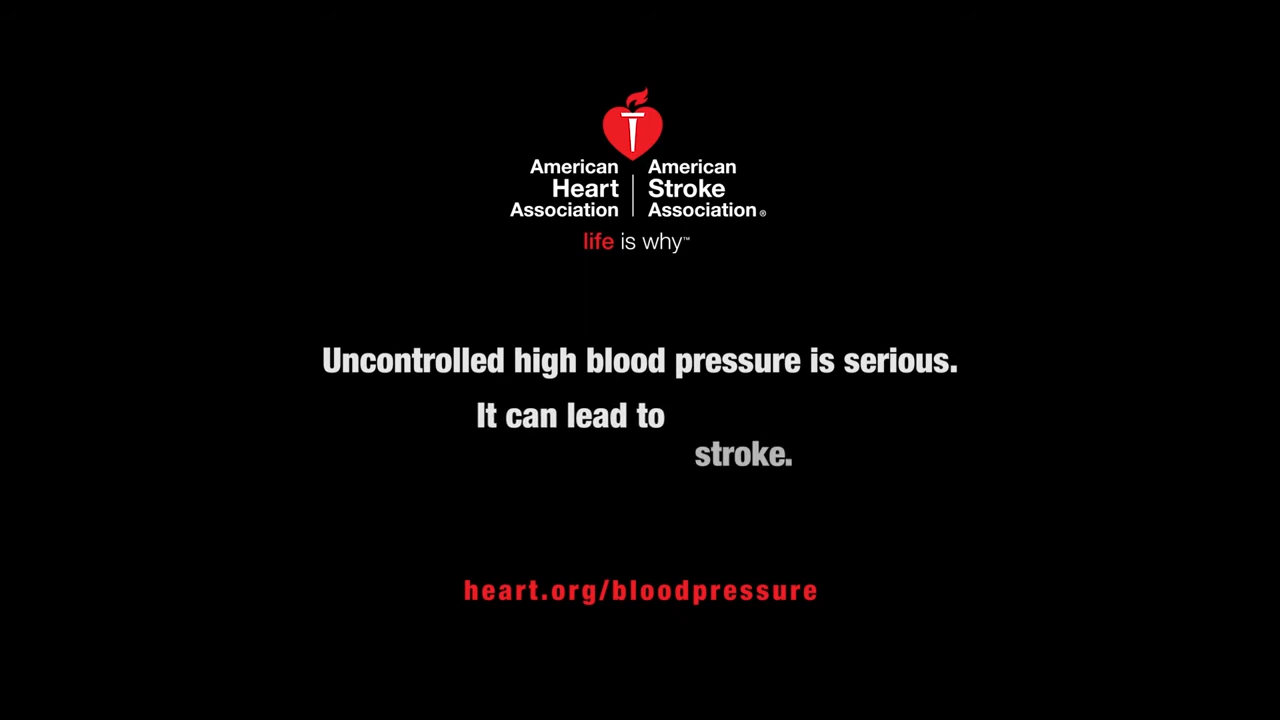 American American
Heart Stroke
Association Association®
life is why™
Uncontrolled high blood pressure is serious.
It can lead to
stroke.
heart.org/bloodpressure